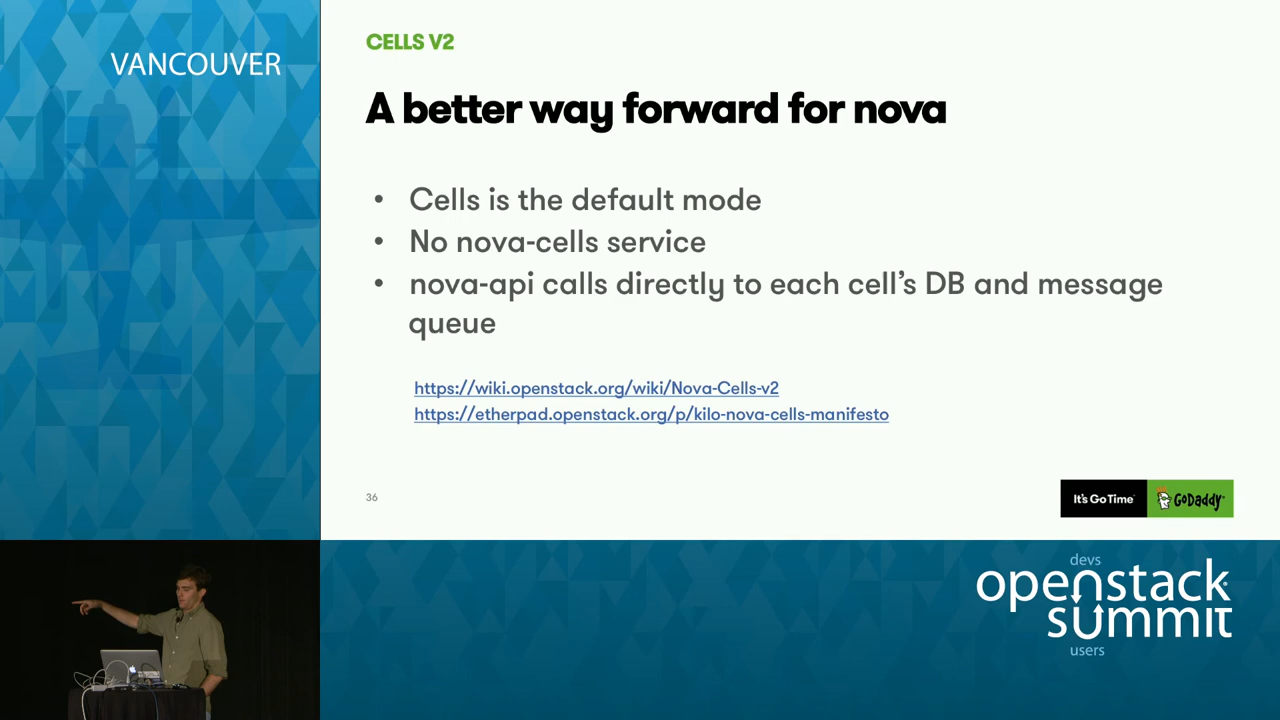 VANCOUVER
CELLS V2
A better way forward for nova
• Cells is the default mode
• No nova-cells service
• nova-api calls directly to each cell’s DB and message
queue
https://wiki.openstack.org/wiki/Nova-Cells-v2
https://etherpad.openstack.org/p/kilo-nova-cells-manifesto
36
It's Go Time
GoDaddy
devs
openstack
summit
users